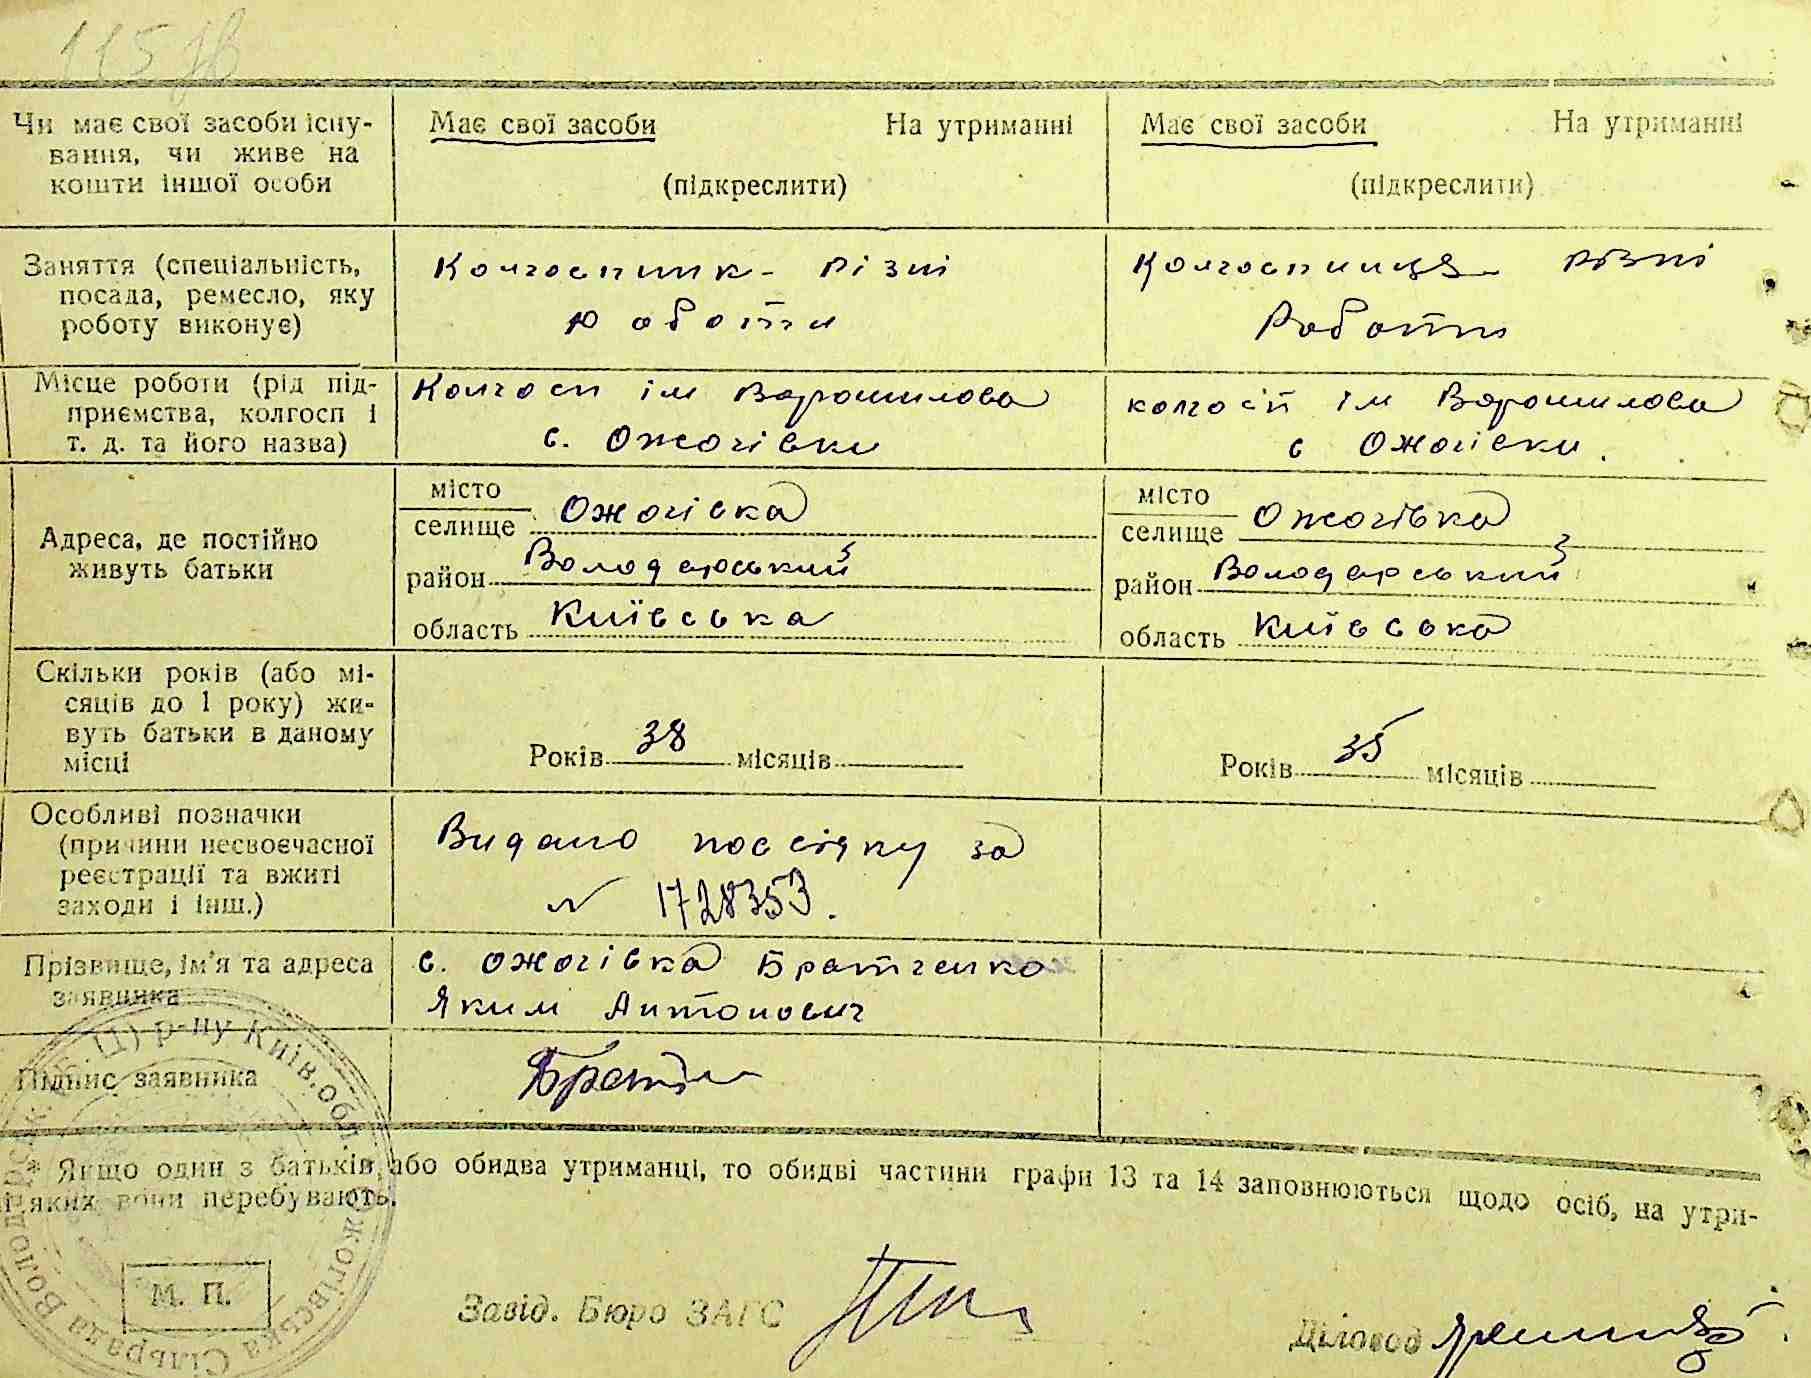 115 зв
Чи має свої засоби існу-
вання, чи живе на
кошти іншої особи
Має свої засоби На утриманні
(підкреслити)
Має свої засоби На утриманні
(підкреслити)
Заняття (спеціальність,
посада, ремесло, яку
роботу виконує)
Колгоспник - різні
роботи
Колгоспниця різні
Роботи
Місце роботи (рід під-
приємства, колгосп і
т. д. та його назва)
Колгосп ім Ворошилова
с. Ожогівки
колгосп ім Ворошилова
с Ожогівки.
Адреса, де постійно
живуть батьки
місто
селище Ожогівка
район Володарський
область Київська
місто
селище Ожогівка
район Володарський
область Київська
Скільки років (або мі-
сяців до 1 року) жи-
вуть батьки в даному
місці
Років 38 місяців
Років 35 місяців
Особливі позначки
(причини несвоєчасної
реєстрації та вжиті
заходи і інш.)
Видано посвідку за
№ 1728353.
Прізвище, ім'я та адреса
заявника
с. Ожогівка Братченко
Яким Антонович
Підпис заявника
* Якщо один з батьків або обидва утриманці, то обидві частини графи 13 та 14 заповнюються щодо осіб, на утри-
і яких вони перебувають.
Ожогівська Сільрада Володарськ. р-ну Київ. обл.
М. П.
Завід. Бюро ЗАГС
Діловод